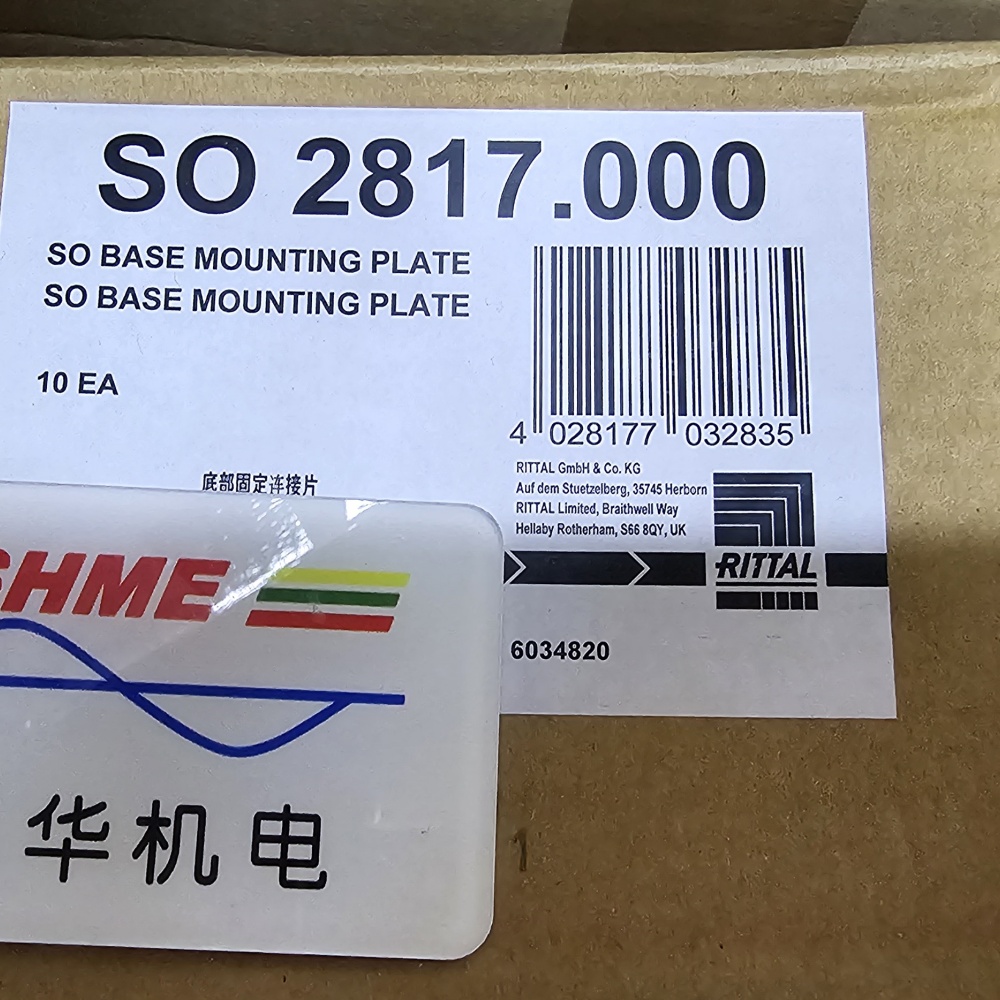 SO 2817.000
SO BASE MOUNTING PLATE
SO BASE MOUNTING PLATE
10 EA
4 028177 032835
底部固定连接片
RITTAL GmbH & Co. KG
Auf dem Stuetzelberg, 35745 Herborn
RITTAL Limited, Braithwell Way
Hellaby Rotherham, S66 8QY, UK
RITTAL
6034820
SHME
华机电